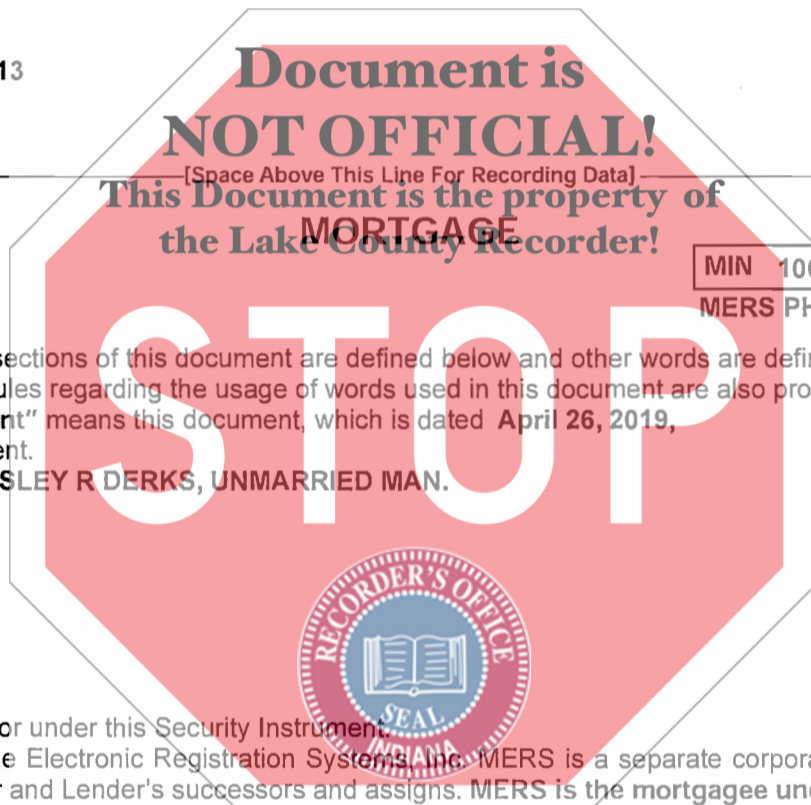 13
Document is
NOT OFFICIAL!
[Space Above This Line For Recording Data]
This Document is the property of
MORTGAGE
the Lake County Recorder!
MIN 100
MERS PH
sections of this document are defined below and other words are defin
ules regarding the usage of words used in this document are also pro
nt” means this document, which is dated April 26, 2019,
ent.
SLEY R DERKS, UNMARRIED MAN.
STOP
RECORDER'S OFFICE
SEAL
INDIANA
or under this Security Instrument.
e Electronic Registration Systems, Inc. MERS is a separate corpora
r and Lender's successors and assigns. MERS is the mortgagee und